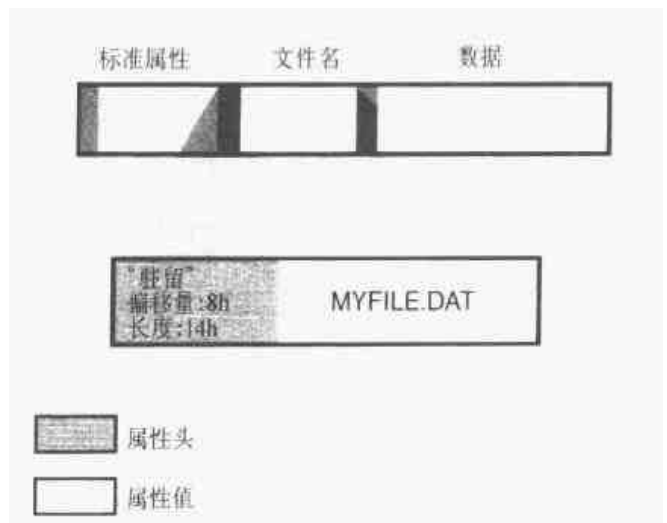 标准属性 文件名 数据
"驻留"
偏移量:8h
长度:14h
MYFILE.DAT
属性头
属性值